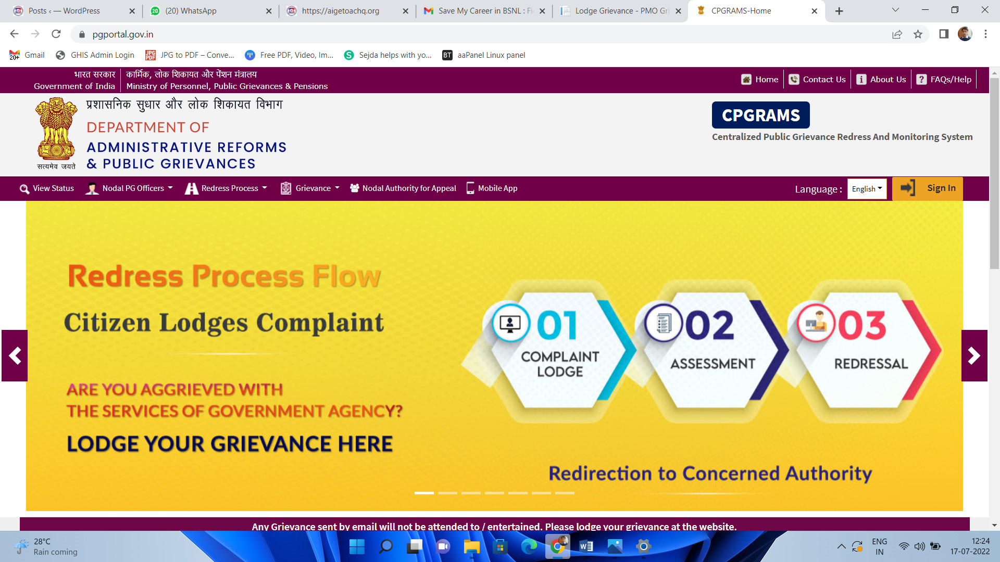 Posts ‹ — WordPress
(20) WhatsApp
https://aigetoachq.org
Save My Career in BSNL : Fi
Lodge Grievance - PMO Gri
CPGRAMS-Home
pgportal.gov.in
Gmail
GHIS Admin Login
JPG to PDF – Conve...
Free PDF, Video, Im...
Sejda helps with yo...
BT aaPanel Linux panel
भारत सरकार
Government of India
कार्मिक, लोक शिकायत और पेंशन मंत्रालय
Ministry of Personnel, Public Grievances & Pensions
Home
Contact Us
About Us
FAQs/Help
सत्यमेव जयते
प्रशासनिक सुधार और लोक शिकायत विभाग
DEPARTMENT OF
ADMINISTRATIVE REFORMS
& PUBLIC GRIEVANCES
CPGRAMS
Centralized Public Grievance Redress And Monitoring System
View Status
Nodal PG Officers
Redress Process
Grievance
Nodal Authority for Appeal
Mobile App
Language :
English
Sign In
Redress Process Flow
Citizen Lodges Complaint
ARE YOU AGGRIEVED WITH
THE SERVICES OF GOVERNMENT AGENCY?
LODGE YOUR GRIEVANCE HERE
01
COMPLAINT
LODGE
02
ASSESSMENT
03
REDRESSAL
Redirection to Concerned Authority
Any Grievance sent by email will not be attended to / entertained. Please lodge your grievance at the website.
28°C
Rain coming
ENG
IN
12:24
17-07-2022